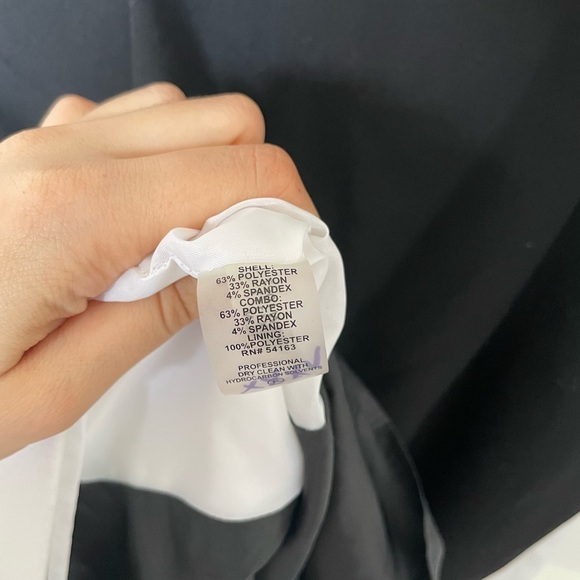 SHELL:
63% POLYESTER
33% RAYON
4% SPANDEX
COMBO:
63% POLYESTER
33% RAYON
4% SPANDEX
LINING:
100%POLYESTER
RN# 54163
PROFESSIONAL
DRY CLEAN WITH
HYDROCARBON SOLVENTS